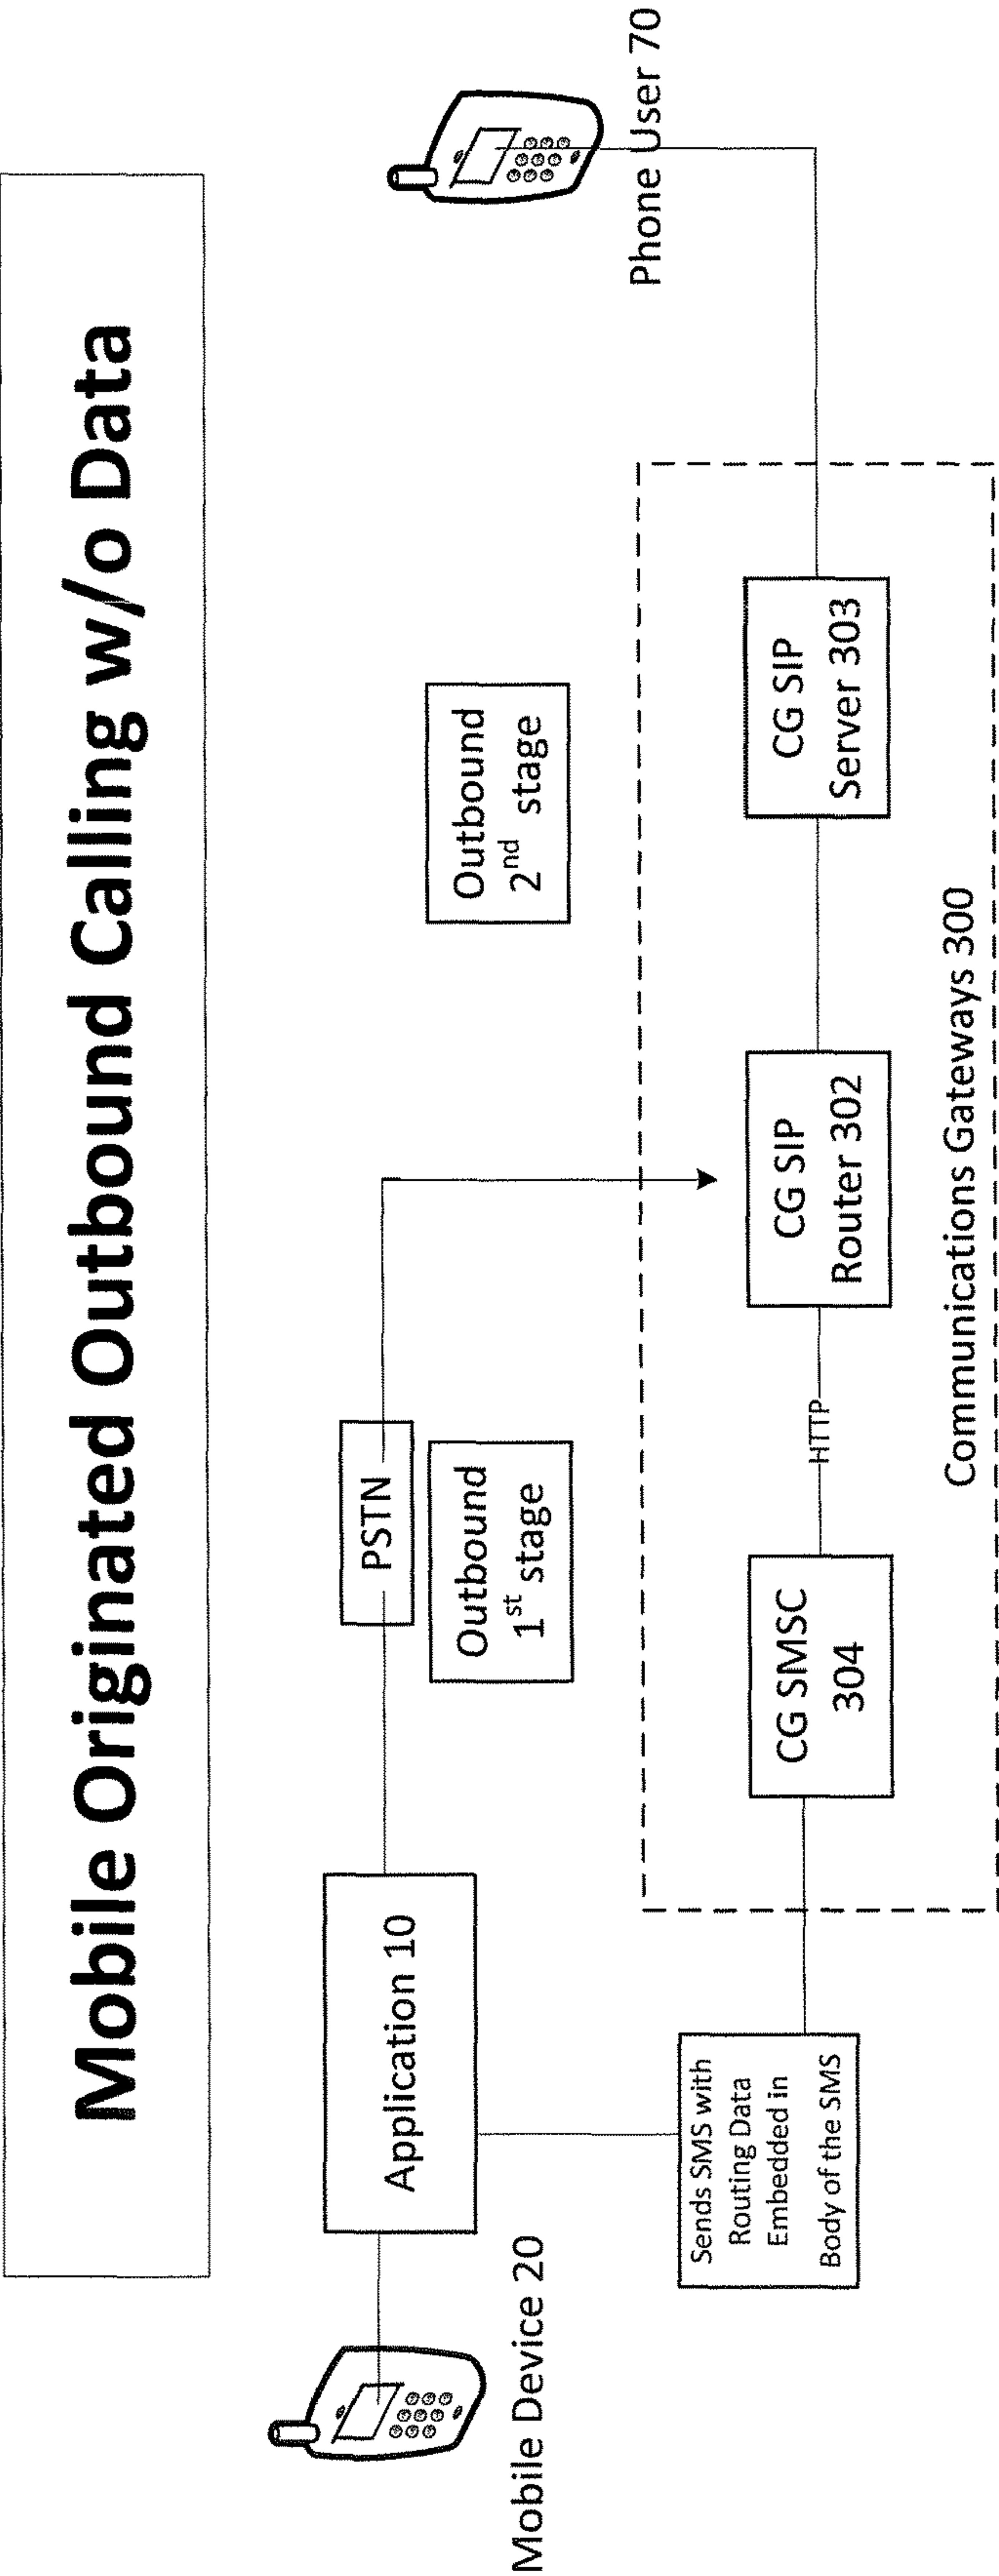 Mobile Originated Outbound Calling w/o Data
Mobile Device 20
Application 10
PSTN
Outbound
1st stage
Outbound
2nd stage
Phone User 70
Sends SMS with
Routing Data
Embedded in
Body of the SMS
CG SMSC
304
HTTP
CG SIP
Router 302
CG SIP
Server 303
Communications Gateways 300